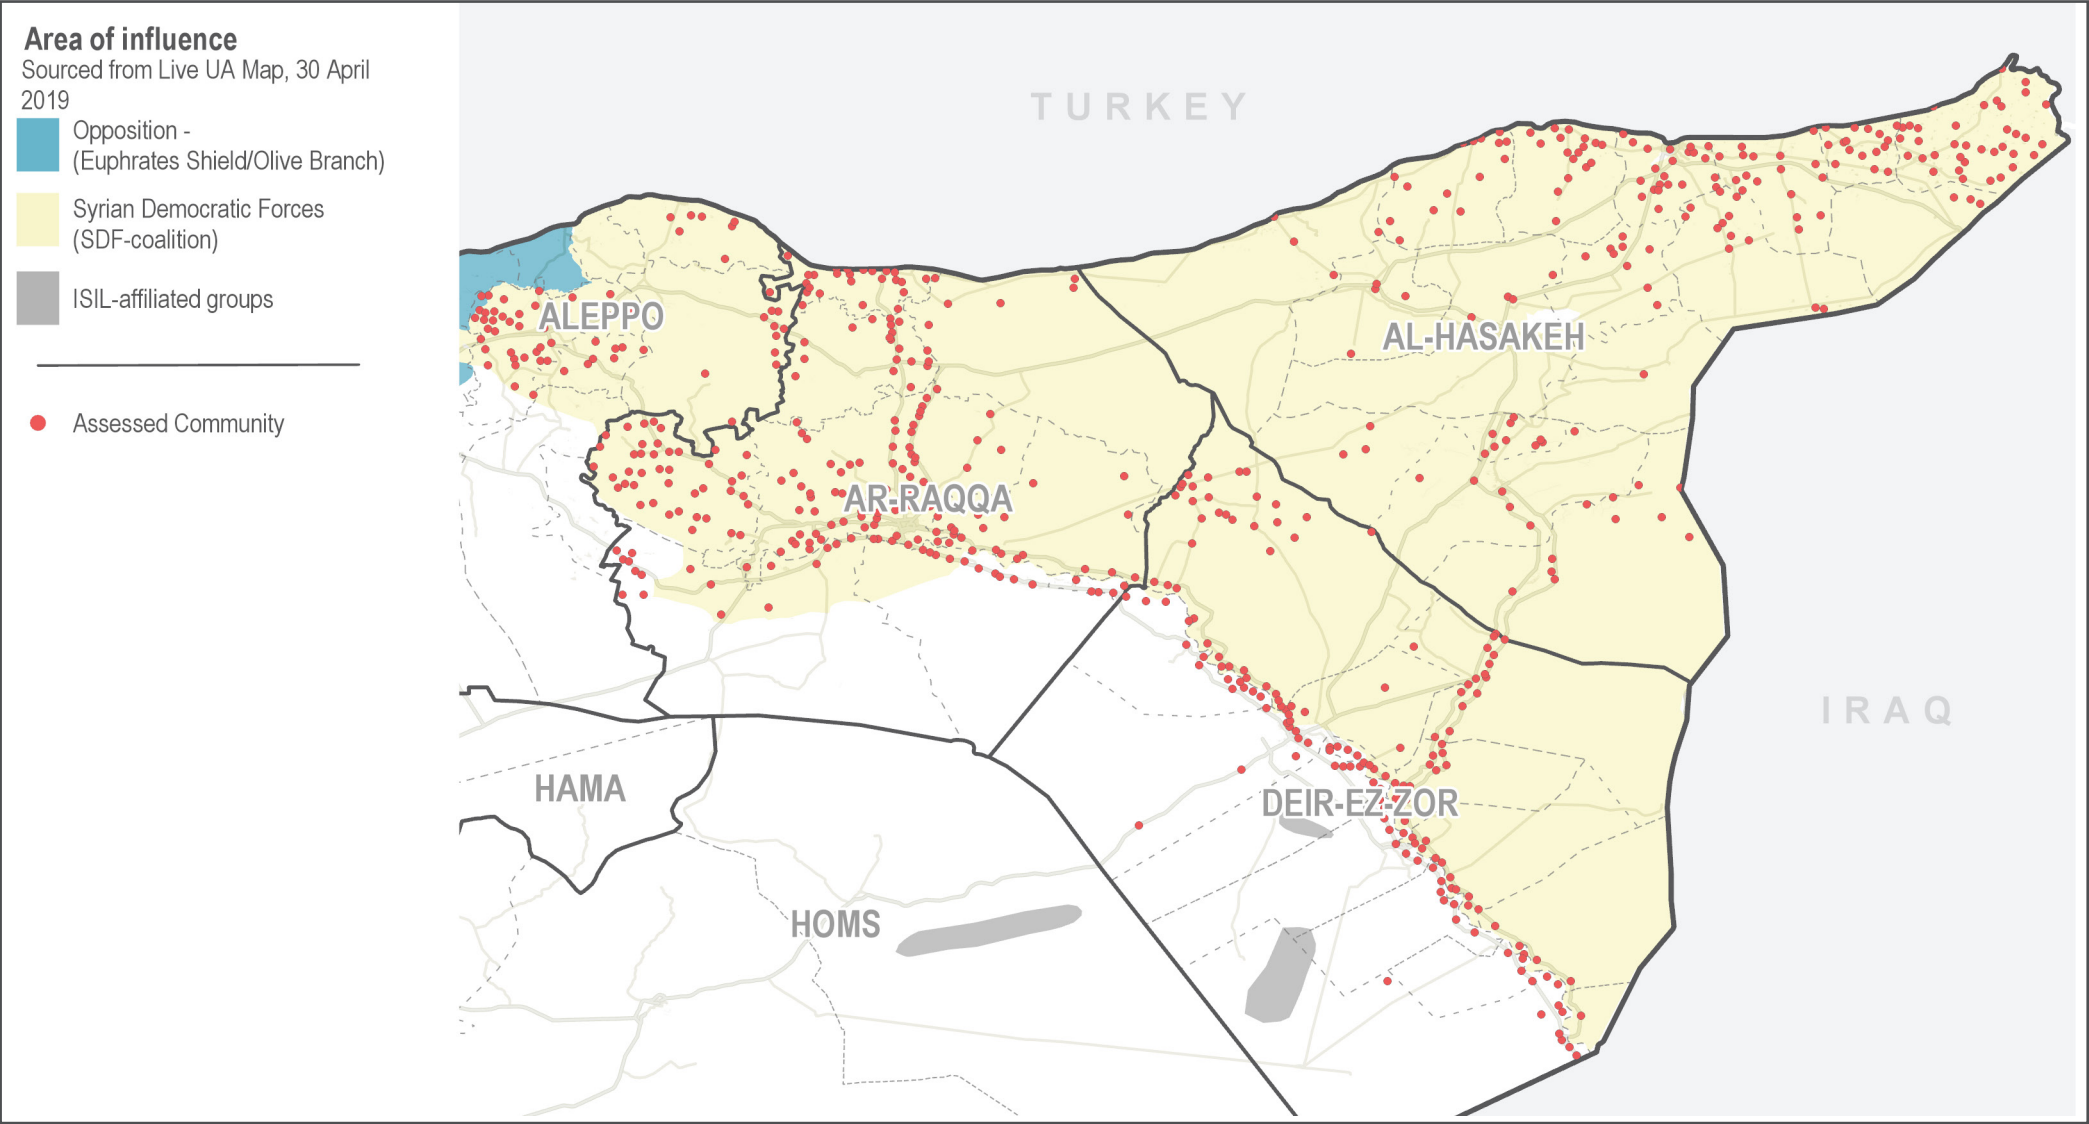 Area of influence
Sourced from Live UA Map, 30 April
2019
Opposition -
(Euphrates Shield/Olive Branch)
Syrian Democratic Forces
(SDF-coalition)
ISIL-affiliated groups
Assessed Community
TURKEY
ALEPPO
AL-HASAKEH
AR-RAQQA
IRAQ
HAMA
DEIR-EZ-ZOR
HOMS